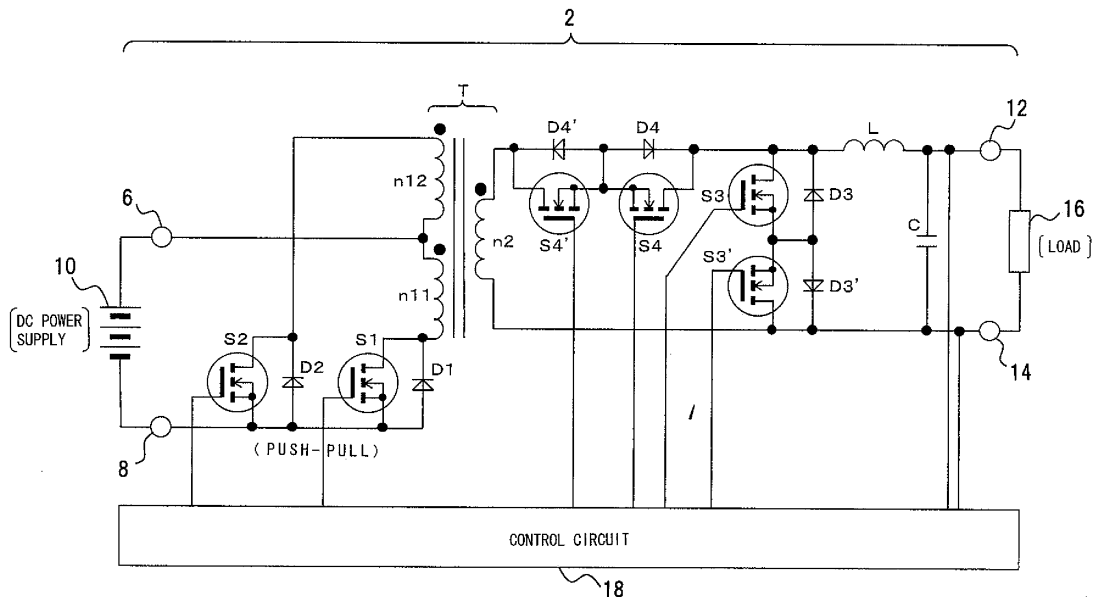 2
T
12
D4' D4
L
n12
S3
D3
6
n2
S4' S4
C
16
[LOAD]
S3'
D3'
10
n11
[DC POWER
SUPPLY]
S2
S1
D2
D1
14
8
(PUSH-PULL)
CONTROL CIRCUIT
18